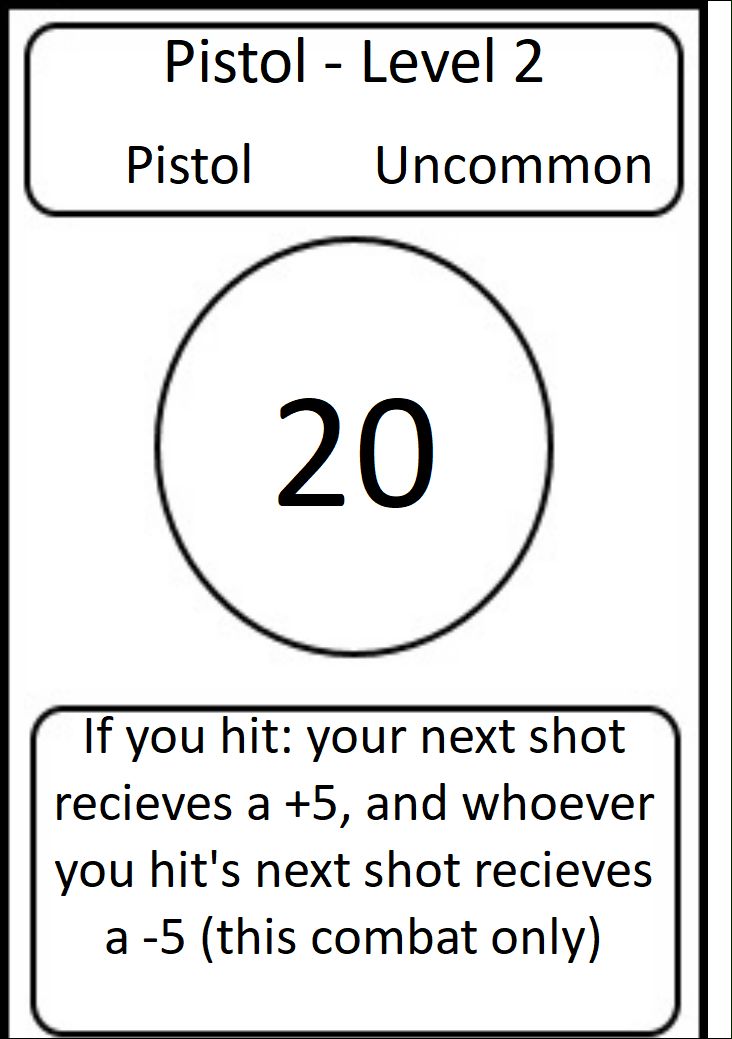 Pistol - Level 2
Pistol Uncommon
20
If you hit: your next shot
recieves a +5, and whoever
you hit's next shot recieves
a -5 (this combat only)